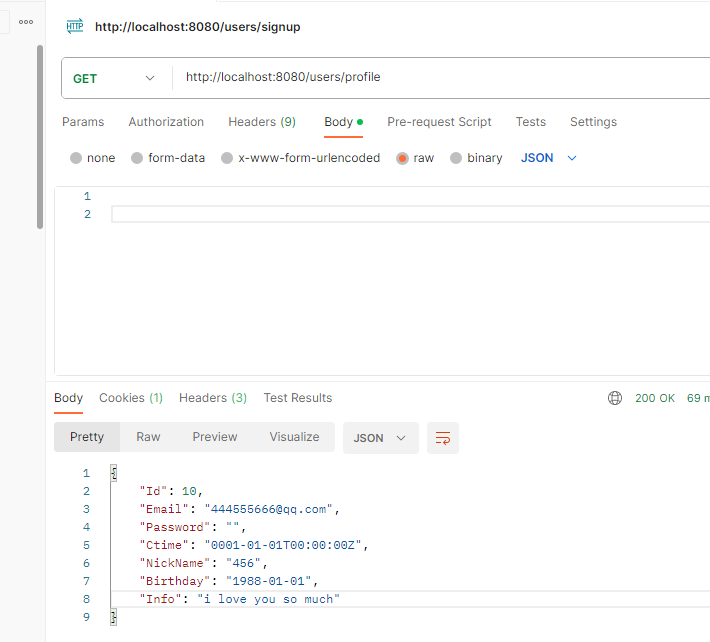 ooo
HTTP http://localhost:8080/users/signup
GET http://localhost:8080/users/profile
Params Authorization Headers (9) Body Pre-request Script Tests Settings
none form-data x-www-form-urlencoded raw binary JSON
1
2
Body Cookies (1) Headers (3) Test Results 200 OK 69 m
Pretty Raw Preview Visualize JSON
1 {
2 "Id": 10,
3 "Email": "444555666@qq.com",
4 "Password": "",
5 "Ctime": "0001-01-01T00:00:00Z",
6 "NickName": "456",
7 "Birthday": "1988-01-01",
8 "Info": "i love you so much"
9 }